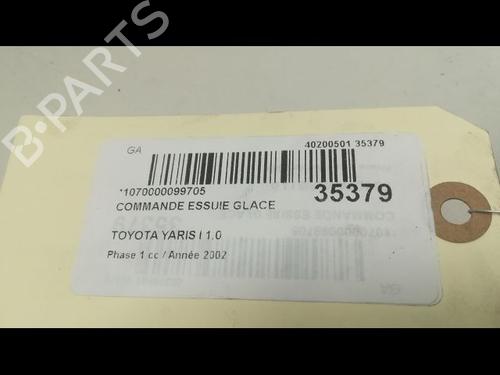 GA
40200501 35379
*1070000099705
35379
COMMANDE ESSUIE GLACE
TOYOTA YARIS I 1.0
Phase 1 cc / Année 2002
B-PARTS